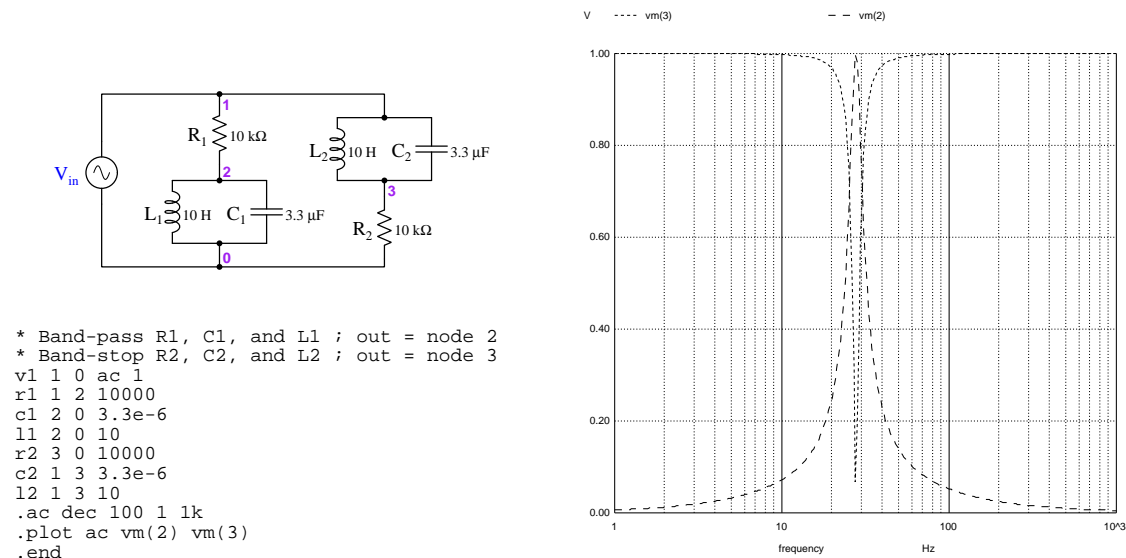 V ---- vm(3) — — vm(2)
1
R1 10 kΩ
L2 10 H C2 3.3 μF
Vin
2
3
L1 10 H C1 3.3 μF
R2 10 kΩ
0
* Band-pass R1, C1, and L1 ; out = node 2
* Band-stop R2, C2, and L2 ; out = node 3
v1 1 0 ac 1
r1 1 2 10000
c1 2 0 3.3e-6
l1 2 0 10
r2 3 0 10000
c2 1 3 3.3e-6
l2 1 3 10
.ac dec 100 1 1k
.plot ac vm(2) vm(3)
.end
1.00
0.80
0.60
0.40
0.20
0.00
1 10 100 10^3
frequency Hz